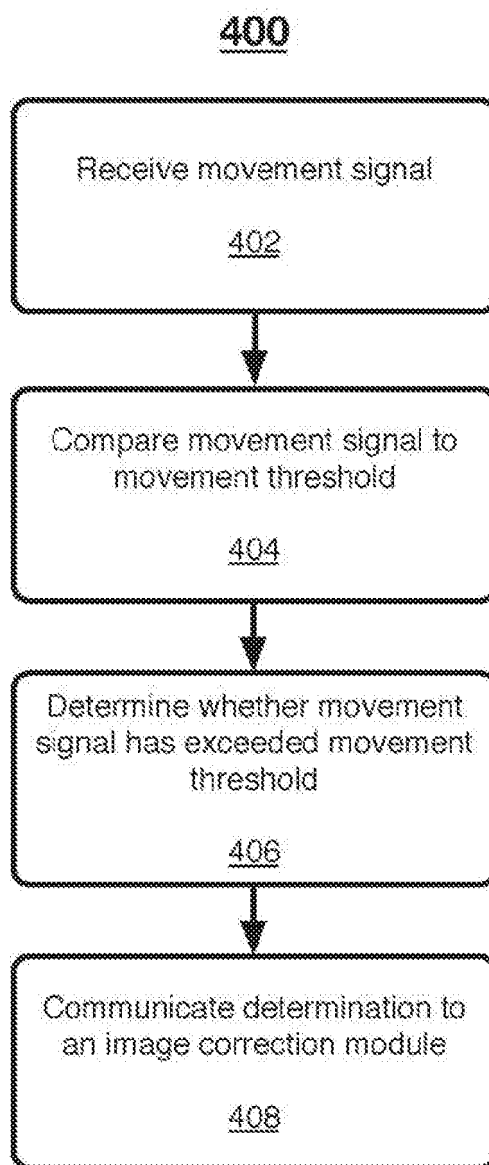 400
Receive movement signal
402
Compare movement signal to
movement threshold
404
Determine whether movement
signal has exceeded movement
threshold
406
Communicate determination to
an image correction module
408